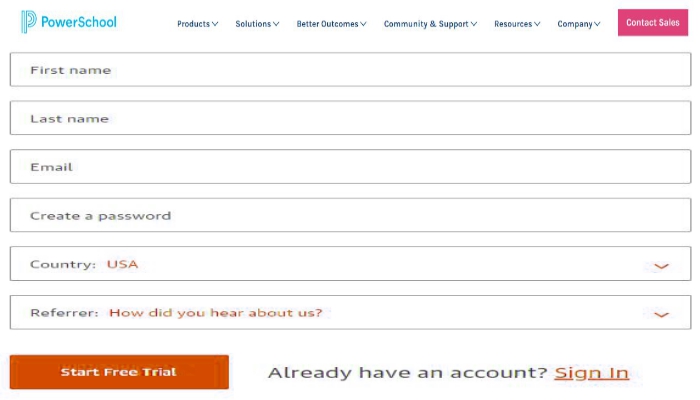 PowerSchool Products Solutions Better Outcomes Community & Support Resources Company Contact Sales
First name
Last name
Email
Create a password
Country: USA
Referrer: How did you hear about us?
Start Free Trial Already have an account? Sign In